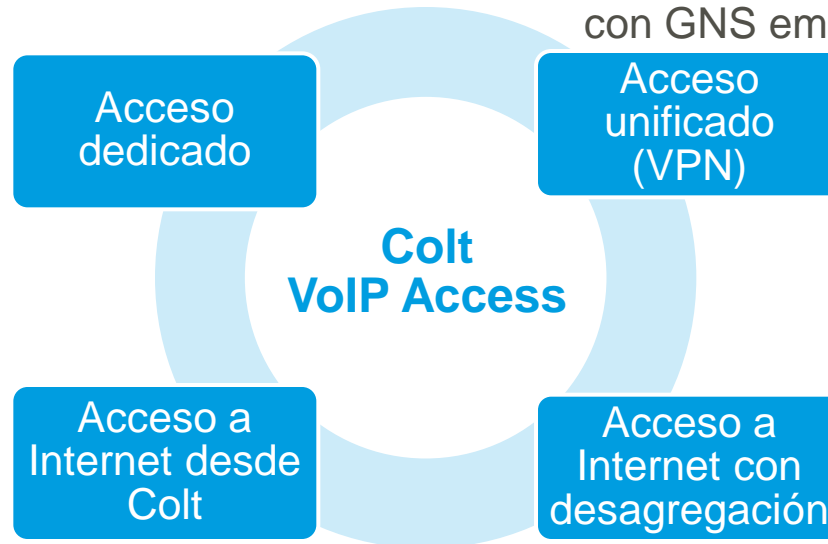 con GNS em
Acceso
dedicado
Acceso
unificado
(VPN)
Colt
VoIP Access
Acceso a
Internet desde
Colt
Acceso a
Internet con
desagregación